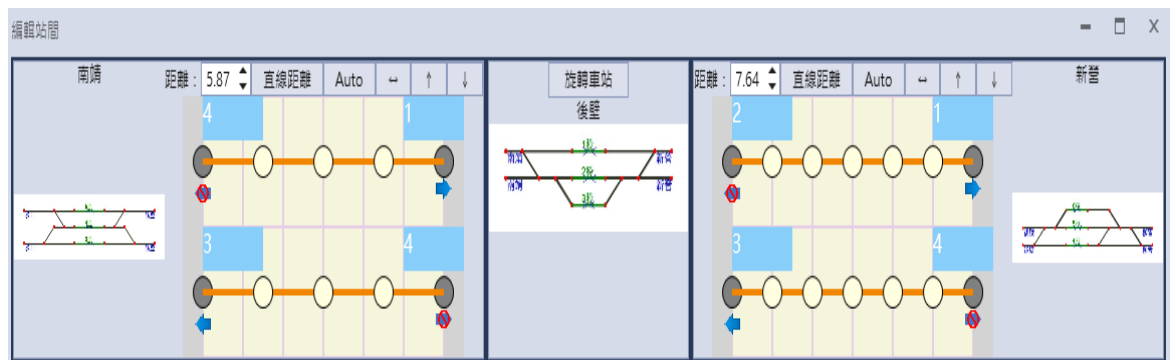 編輯站間
南靖
距離： 5.87 直線距離 Auto ↔ ↑ ↓
4 1
3 4
旋轉車站
後壁
距離： 7.64 直線距離 Auto ↔ ↑ ↓
2 1
3 4
新營